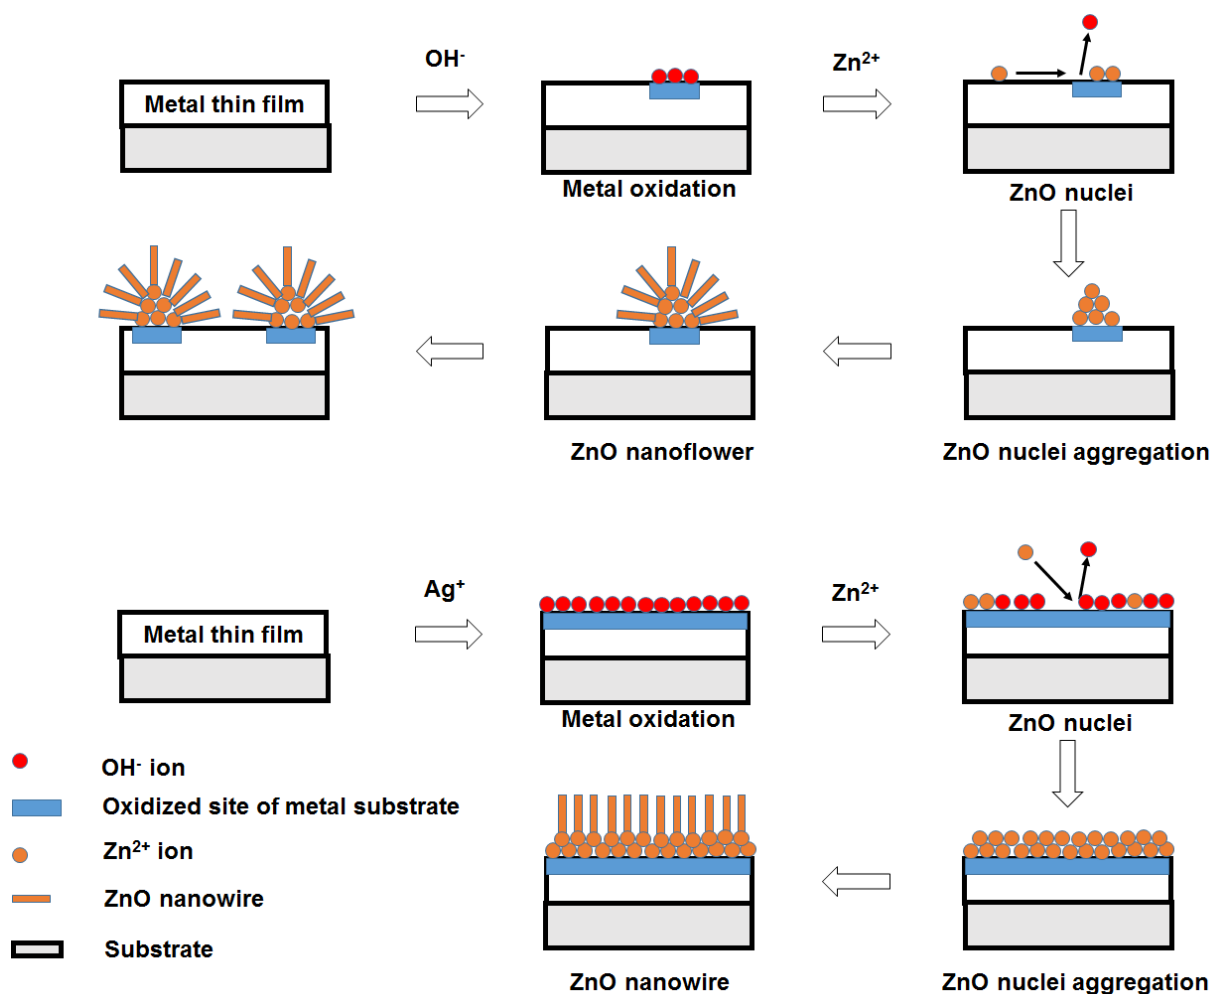 OH⁻
Zn²⁺
Metal thin film
Metal oxidation
ZnO nuclei
ZnO nanoflower
ZnO nuclei aggregation
Ag⁺
Zn²⁺
Metal thin film
Metal oxidation
ZnO nuclei
OH⁻ ion
Oxidized site of metal substrate
Zn²⁺ ion
ZnO nanowire
Substrate
ZnO nanowire
ZnO nuclei aggregation